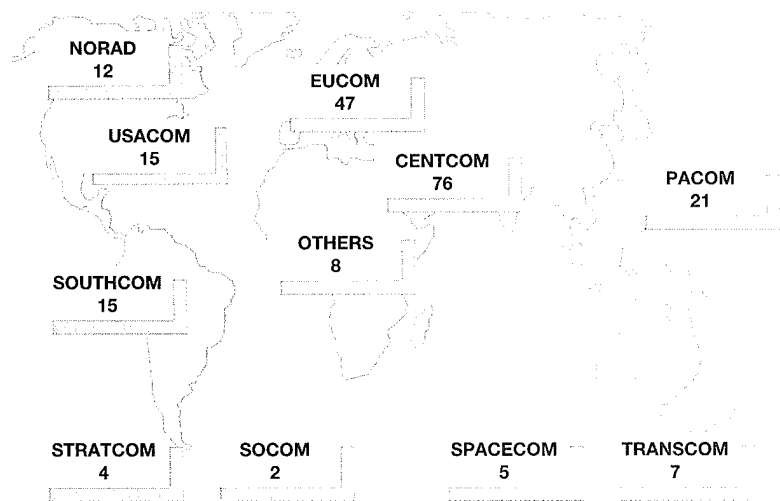 NORAD
12
EUCOM
47
USACOM
15
CENTCOM
76
PACOM
21
OTHERS
8
SOUTHCOM
15
STRATCOM
4
SOCOM
2
SPACECOM
5
TRANSCOM
7